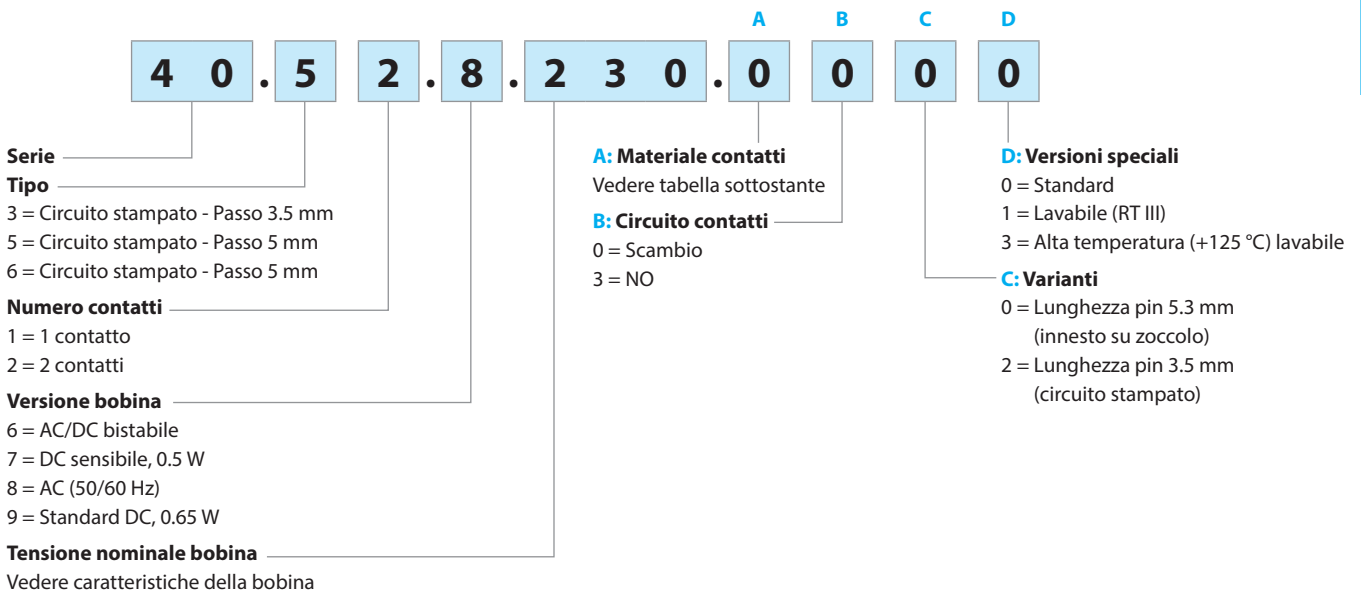 A B C D
4 0 . 5 2 . 8 . 2 3 0 . 0 0 0 0
Serie
Tipo
3 = Circuito stampato - Passo 3.5 mm
5 = Circuito stampato - Passo 5 mm
6 = Circuito stampato - Passo 5 mm
Numero contatti
1 = 1 contatto
2 = 2 contatti
Versione bobina
6 = AC/DC bistabile
7 = DC sensibile, 0.5 W
8 = AC (50/60 Hz)
9 = Standard DC, 0.65 W
Tensione nominale bobina
Vedere caratteristiche della bobina
A: Materiale contatti
Vedere tabella sottostante
B: Circuito contatti
0 = Scambio
3 = NO
D: Versioni speciali
0 = Standard
1 = Lavabile (RT III)
3 = Alta temperatura (+125 °C) lavabile
C: Varianti
0 = Lunghezza pin 5.3 mm
(innesto su zoccolo)
2 = Lunghezza pin 3.5 mm
(circuito stampato)